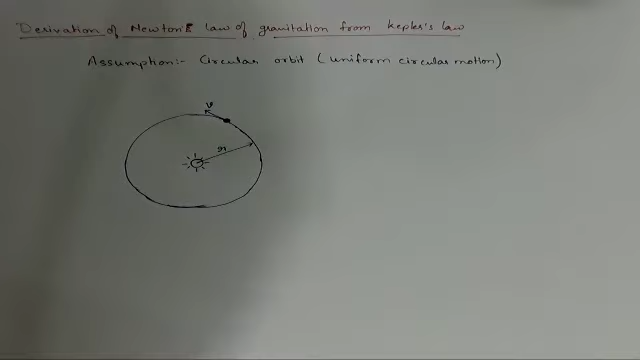 Derivation of Newton's law of gravitation from Kepler's law
Assumption:- Circular orbit (uniform circular motion)
v
r